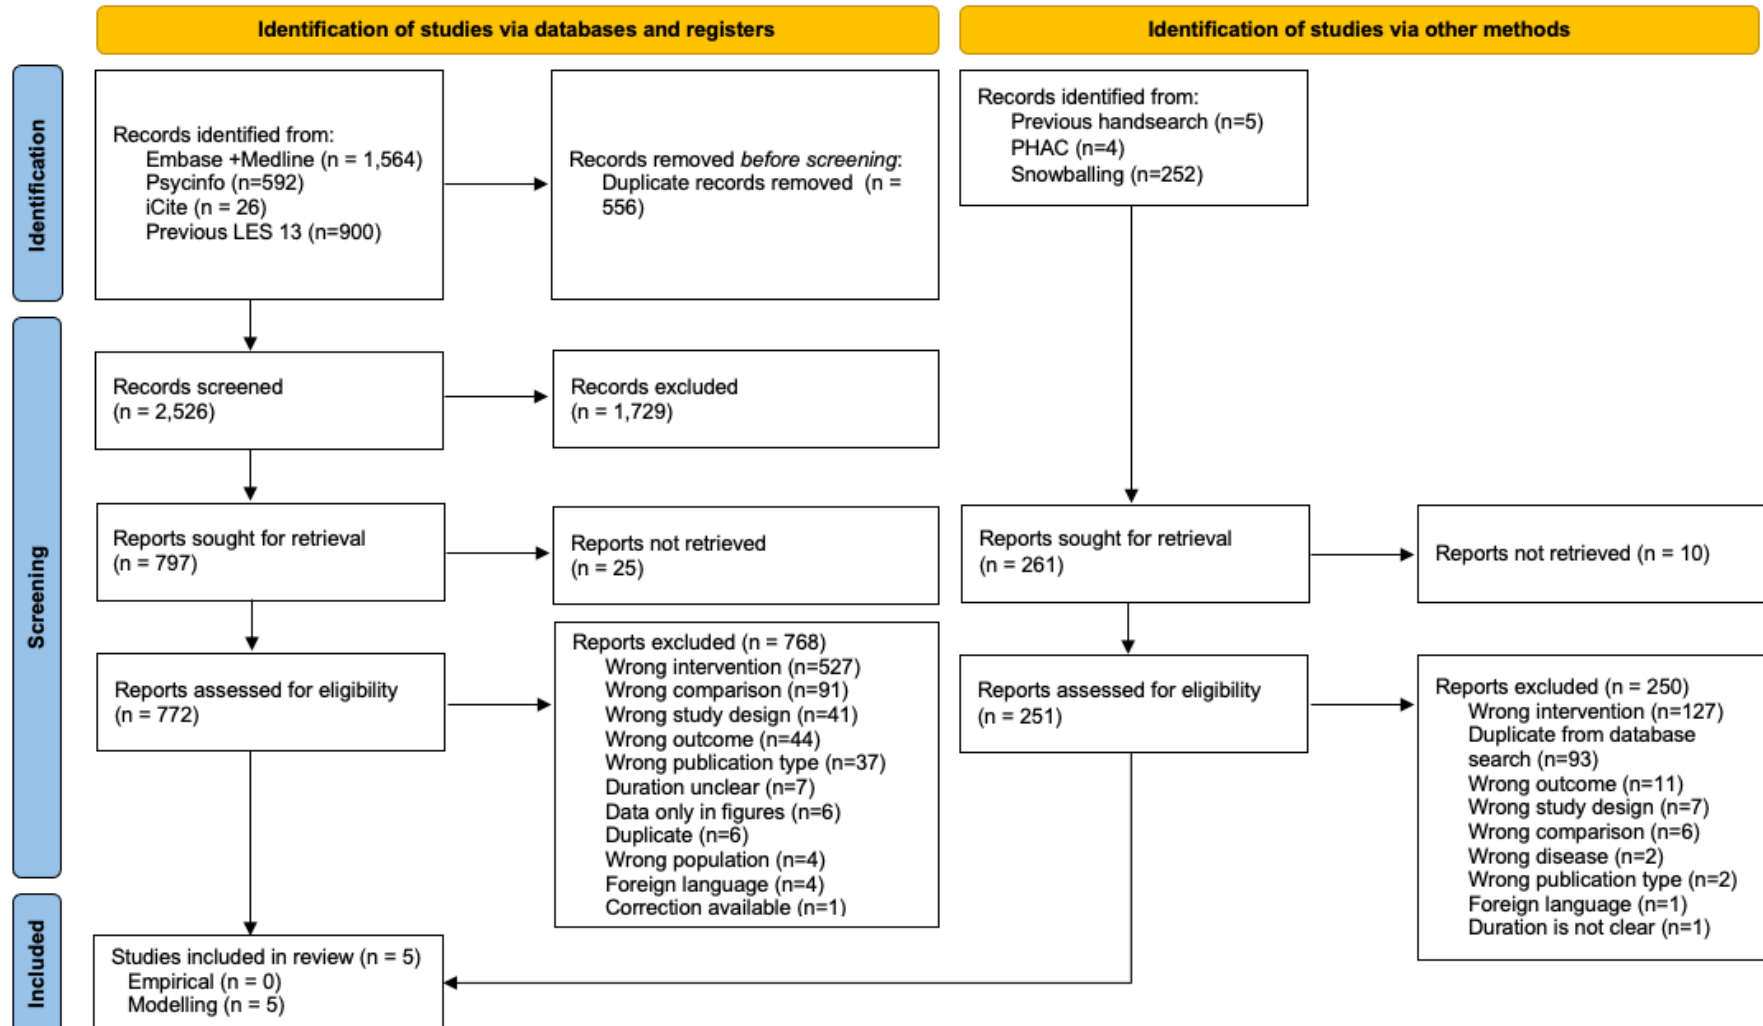 Identification of studies via databases and registers
Identification of studies via other methods
Identification
Records identified from:
Embase +Medline (n = 1,564)
Psycinfo (n=592)
iCite (n = 26)
Previous LES 13 (n=900)
Records removed before screening:
Duplicate records removed (n =
556)
Records identified from:
Previous handsearch (n=5)
PHAC (n=4)
Snowballing (n=252)
Screening
Records screened
(n = 2,526)
Records excluded
(n = 1,729)
Reports sought for retrieval
(n = 797)
Reports not retrieved
(n = 25)
Reports sought for retrieval
(n = 261)
Reports not retrieved (n = 10)
Reports assessed for eligibility
(n = 772)
Reports excluded (n = 768)
Wrong intervention (n=527)
Wrong comparison (n=91)
Wrong study design (n=41)
Wrong outcome (n=44)
Wrong publication type (n=37)
Duration unclear (n=7)
Data only in figures (n=6)
Duplicate (n=6)
Wrong population (n=4)
Foreign language (n=4)
Correction available (n=1)
Reports assessed for eligibility
(n = 251)
Reports excluded (n = 250)
Wrong intervention (n=127)
Duplicate from database
search (n=93)
Wrong outcome (n=11)
Wrong study design (n=7)
Wrong comparison (n=6)
Wrong disease (n=2)
Wrong publication type (n=2)
Foreign language (n=1)
Duration is not clear (n=1)
Included
Studies included in review (n = 5)
Empirical (n = 0)
Modelling (n = 5)